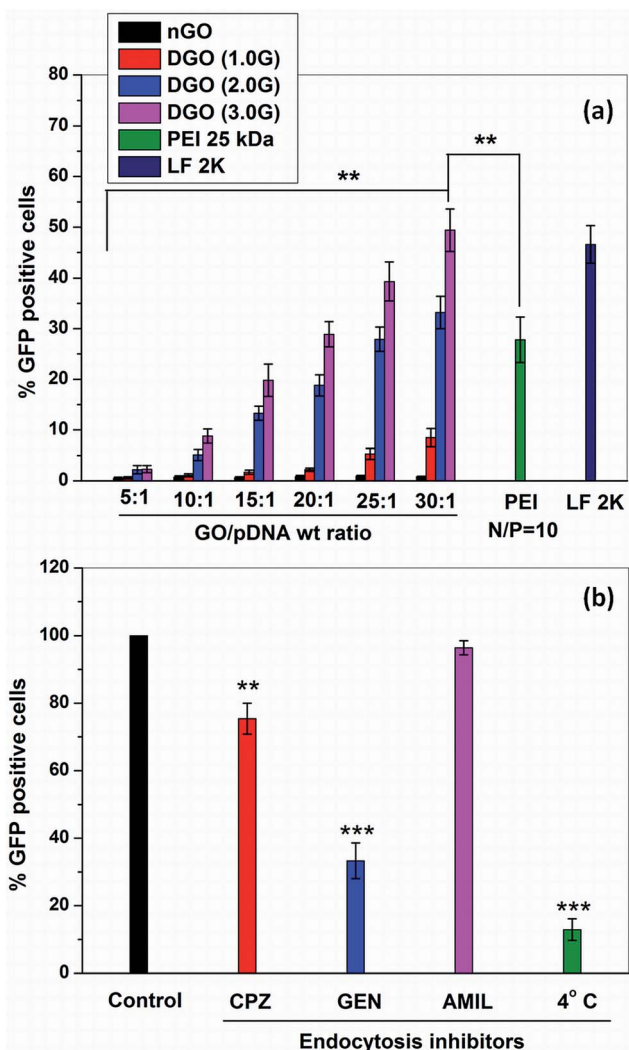 nGO
DGO (1.0G)
DGO (2.0G)
DGO (3.0G)
PEI 25 kDa
LF 2K
(a)
**
**
80
70
60
50
40
30
20
10
0
% GFP positive cells
5:1 10:1 15:1 20:1 25:1 30:1 PEI LF 2K
GO/pDNA wt ratio N/P=10
(b)
120
100
80
60
40
20
0
% GFP positive cells
**
***
***
Control CPZ GEN AMIL 4° C
Endocytosis inhibitors